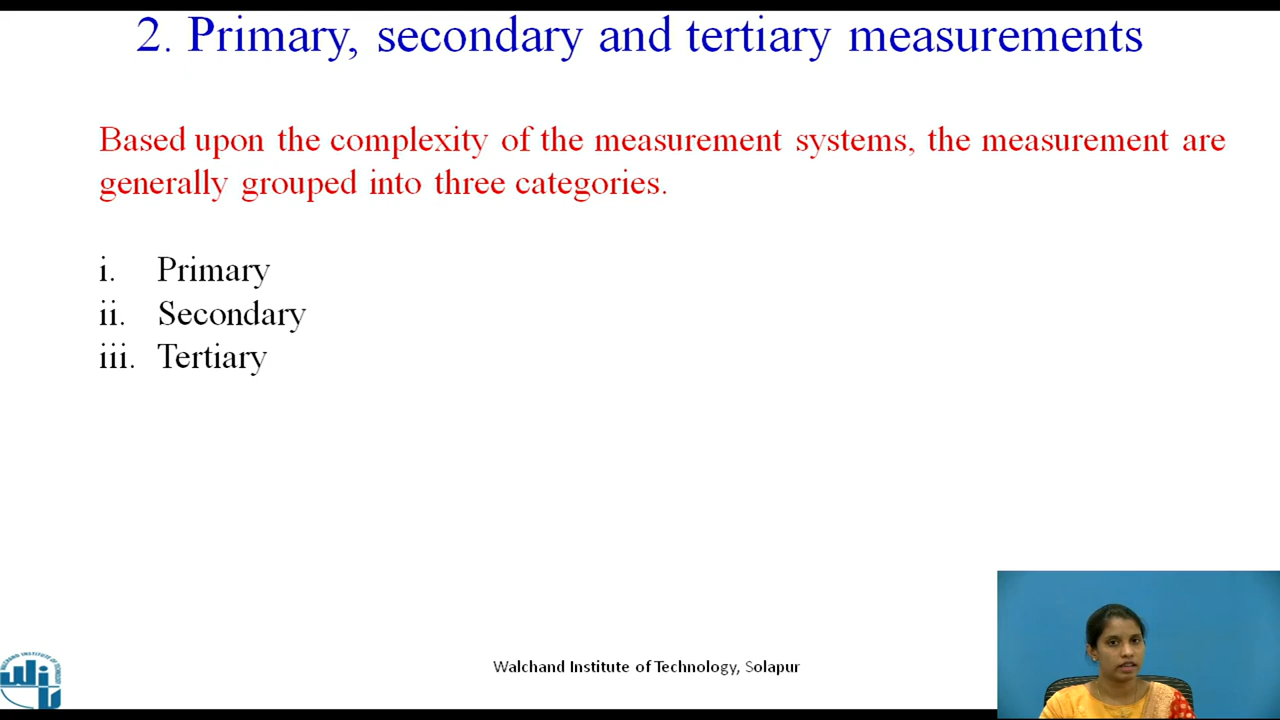 2. Primary, secondary and tertiary measurements
Based upon the complexity of the measurement systems, the measurement are
generally grouped into three categories.
i. Primary
ii. Secondary
iii. Tertiary
Walchand Institute of Technology, Solapur